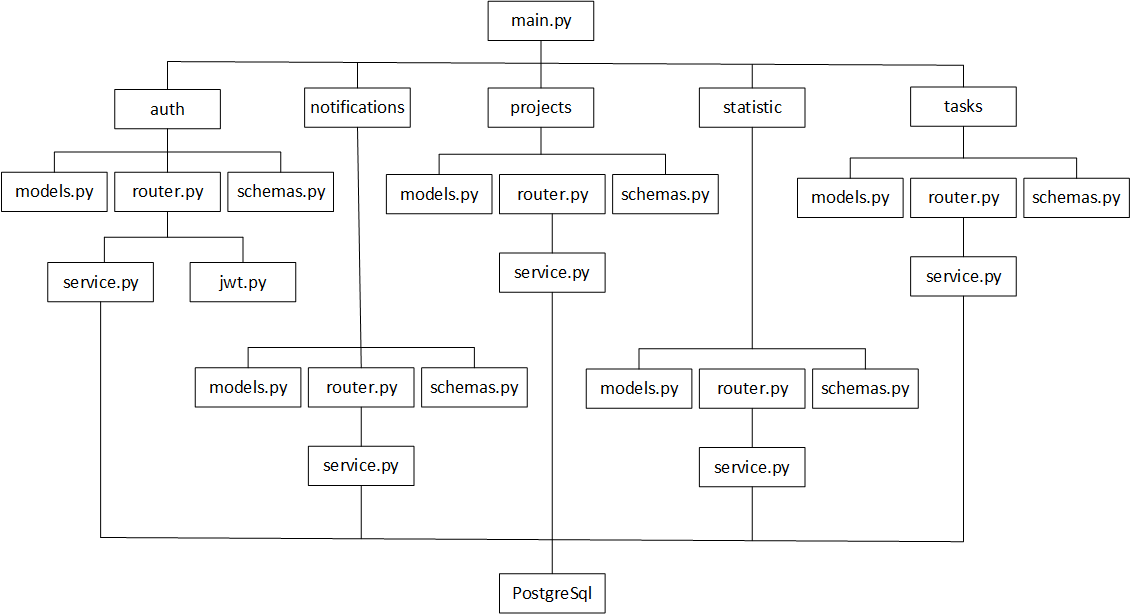 main.py
auth
notifications
projects
statistic
tasks
models.py
router.py
schemas.py
models.py
router.py
schemas.py
models.py
router.py
schemas.py
service.py
jwt.py
service.py
service.py
models.py
router.py
schemas.py
models.py
router.py
schemas.py
service.py
service.py
PostgreSql